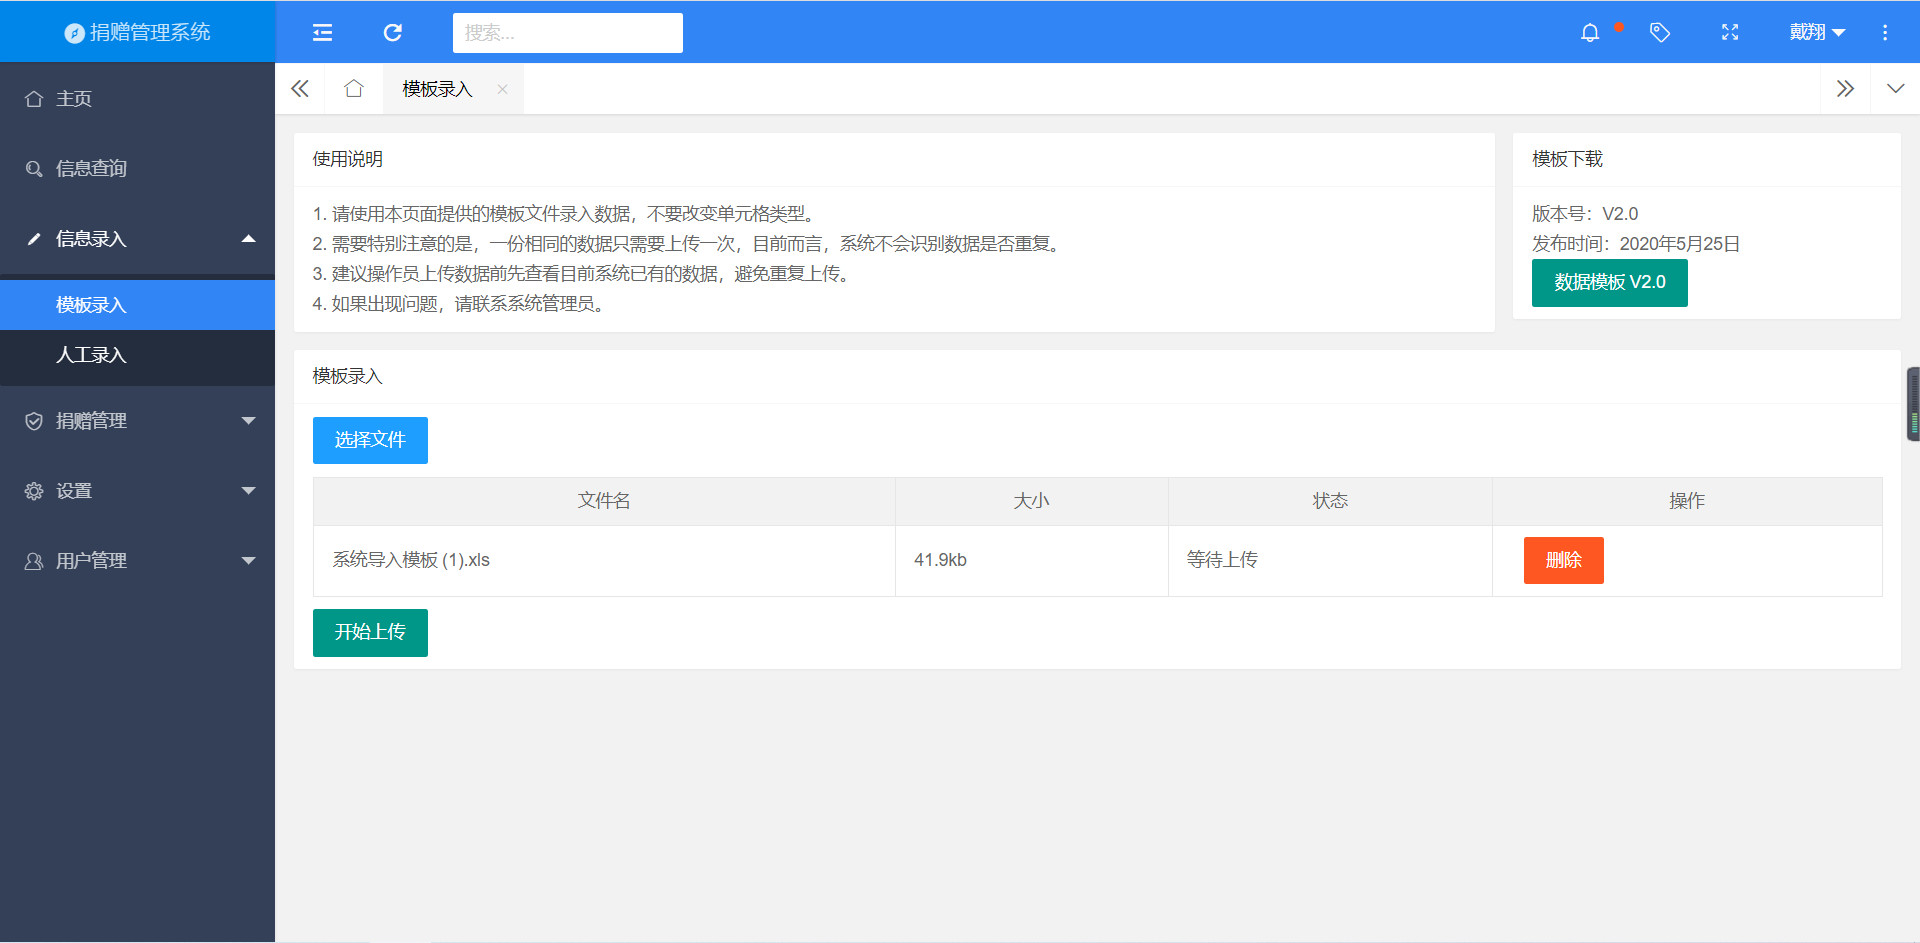 捐赠管理系统
搜索...
戴翔
主页
信息查询
信息录入
模板录入
人工录入
捐赠管理
设置
用户管理
模板录入
使用说明
1. 请使用本页面提供的模板文件录入数据，不要改变单元格类型。
2. 需要特别注意的是，一份相同的数据只需要上传一次，目前而言，系统不会识别数据是否重复。
3. 建议操作员上传数据前先查看目前系统已有的数据，避免重复上传。
4. 如果出现问题，请联系系统管理员。
模板下载
版本号：V2.0
发布时间：2020年5月25日
数据模板 V2.0
模板录入
选择文件
文件名 大小 状态 操作
系统导入模板 (1).xls 41.9kb 等待上传 删除
开始上传